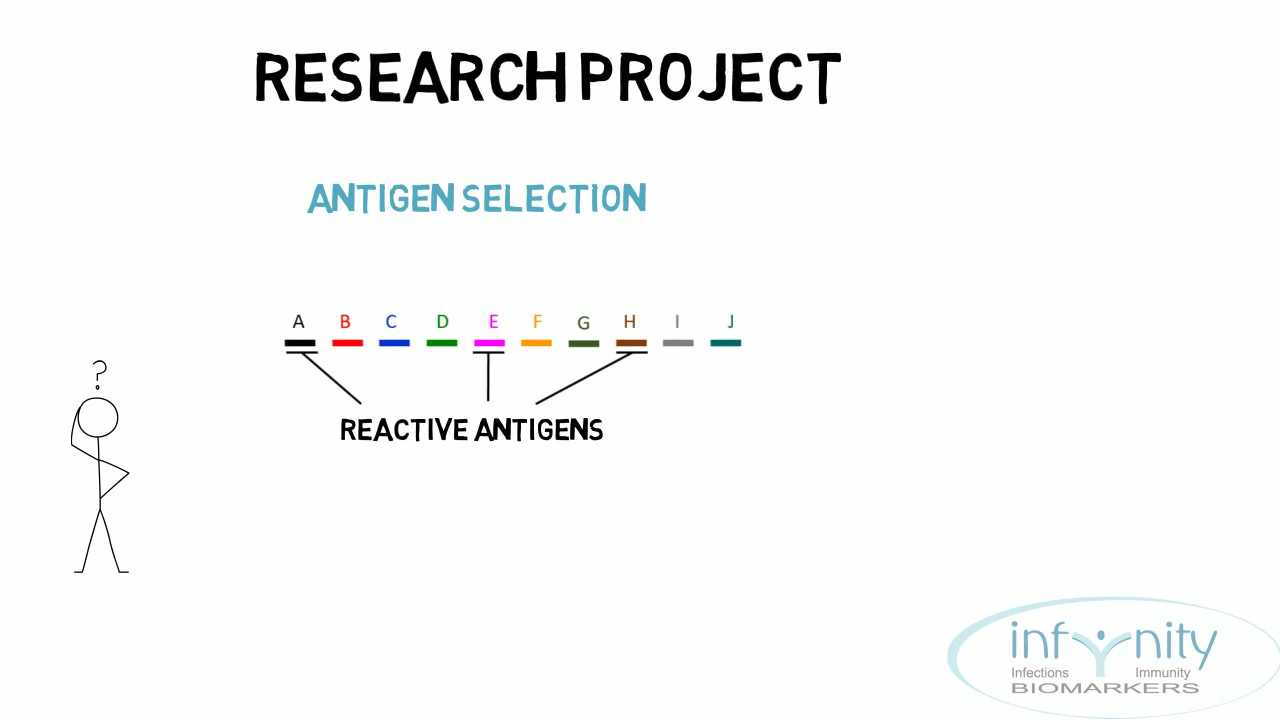 RESEARCH PROJECT
ANTIGEN SELECTION
A B C D E F G H I J
?
REACTIVE ANTIGENS
infynity
Infections Immunity
BIOMARKERS